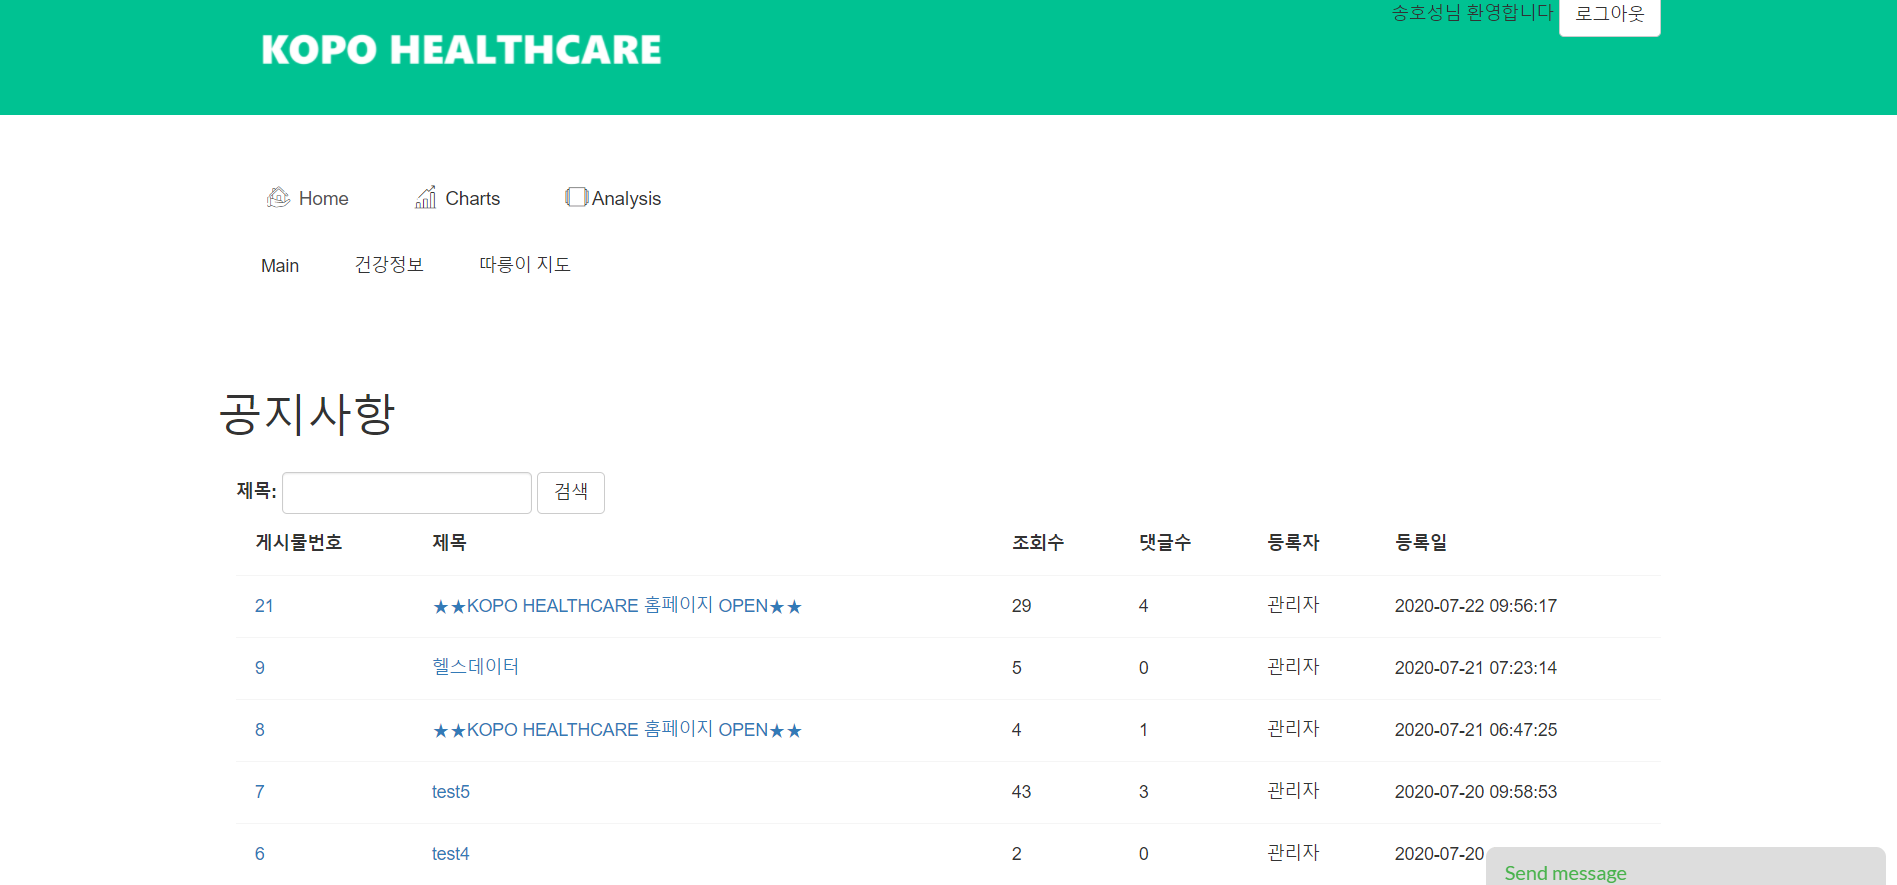 송호성님 환영합니다 로그아웃
KOPO HEALTHCARE
Home Charts Analysis
Main 건강정보 따릉이 지도
공지사항
제목: 검색
게시물번호 제목 조회수 댓글수 등록자 등록일
21 ★★KOPO HEALTHCARE 홈페이지 OPEN★★ 29 4 관리자 2020-07-22 09:56:17
9 헬스데이터 5 0 관리자 2020-07-21 07:23:14
8 ★★KOPO HEALTHCARE 홈페이지 OPEN★★ 4 1 관리자 2020-07-21 06:47:25
7 test5 43 3 관리자 2020-07-20 09:58:53
6 test4 2 0 관리자 2020-07-20
Send message